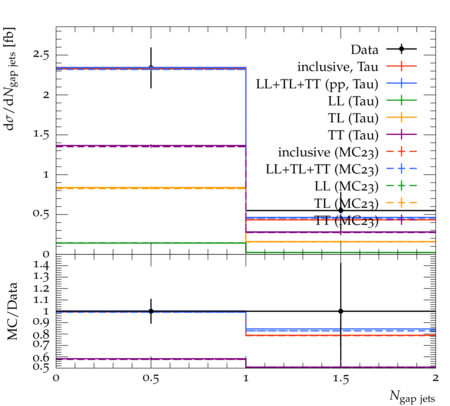 dσ/dN_gap jets [fb]
2.5
2
1.5
1
0.5
0
Data
inclusive, Tau
LL+TL+TT (pp, Tau)
LL (Tau)
TL (Tau)
TT (Tau)
inclusive (MC23)
LL+TL+TT (MC23)
LL (MC23)
TL (MC23)
TT (MC23)
MC/Data
1.4
1.3
1.2
1.1
1
0.9
0.8
0.7
0.6
0.5
0 0.5 1 1.5 2
N_gap jets